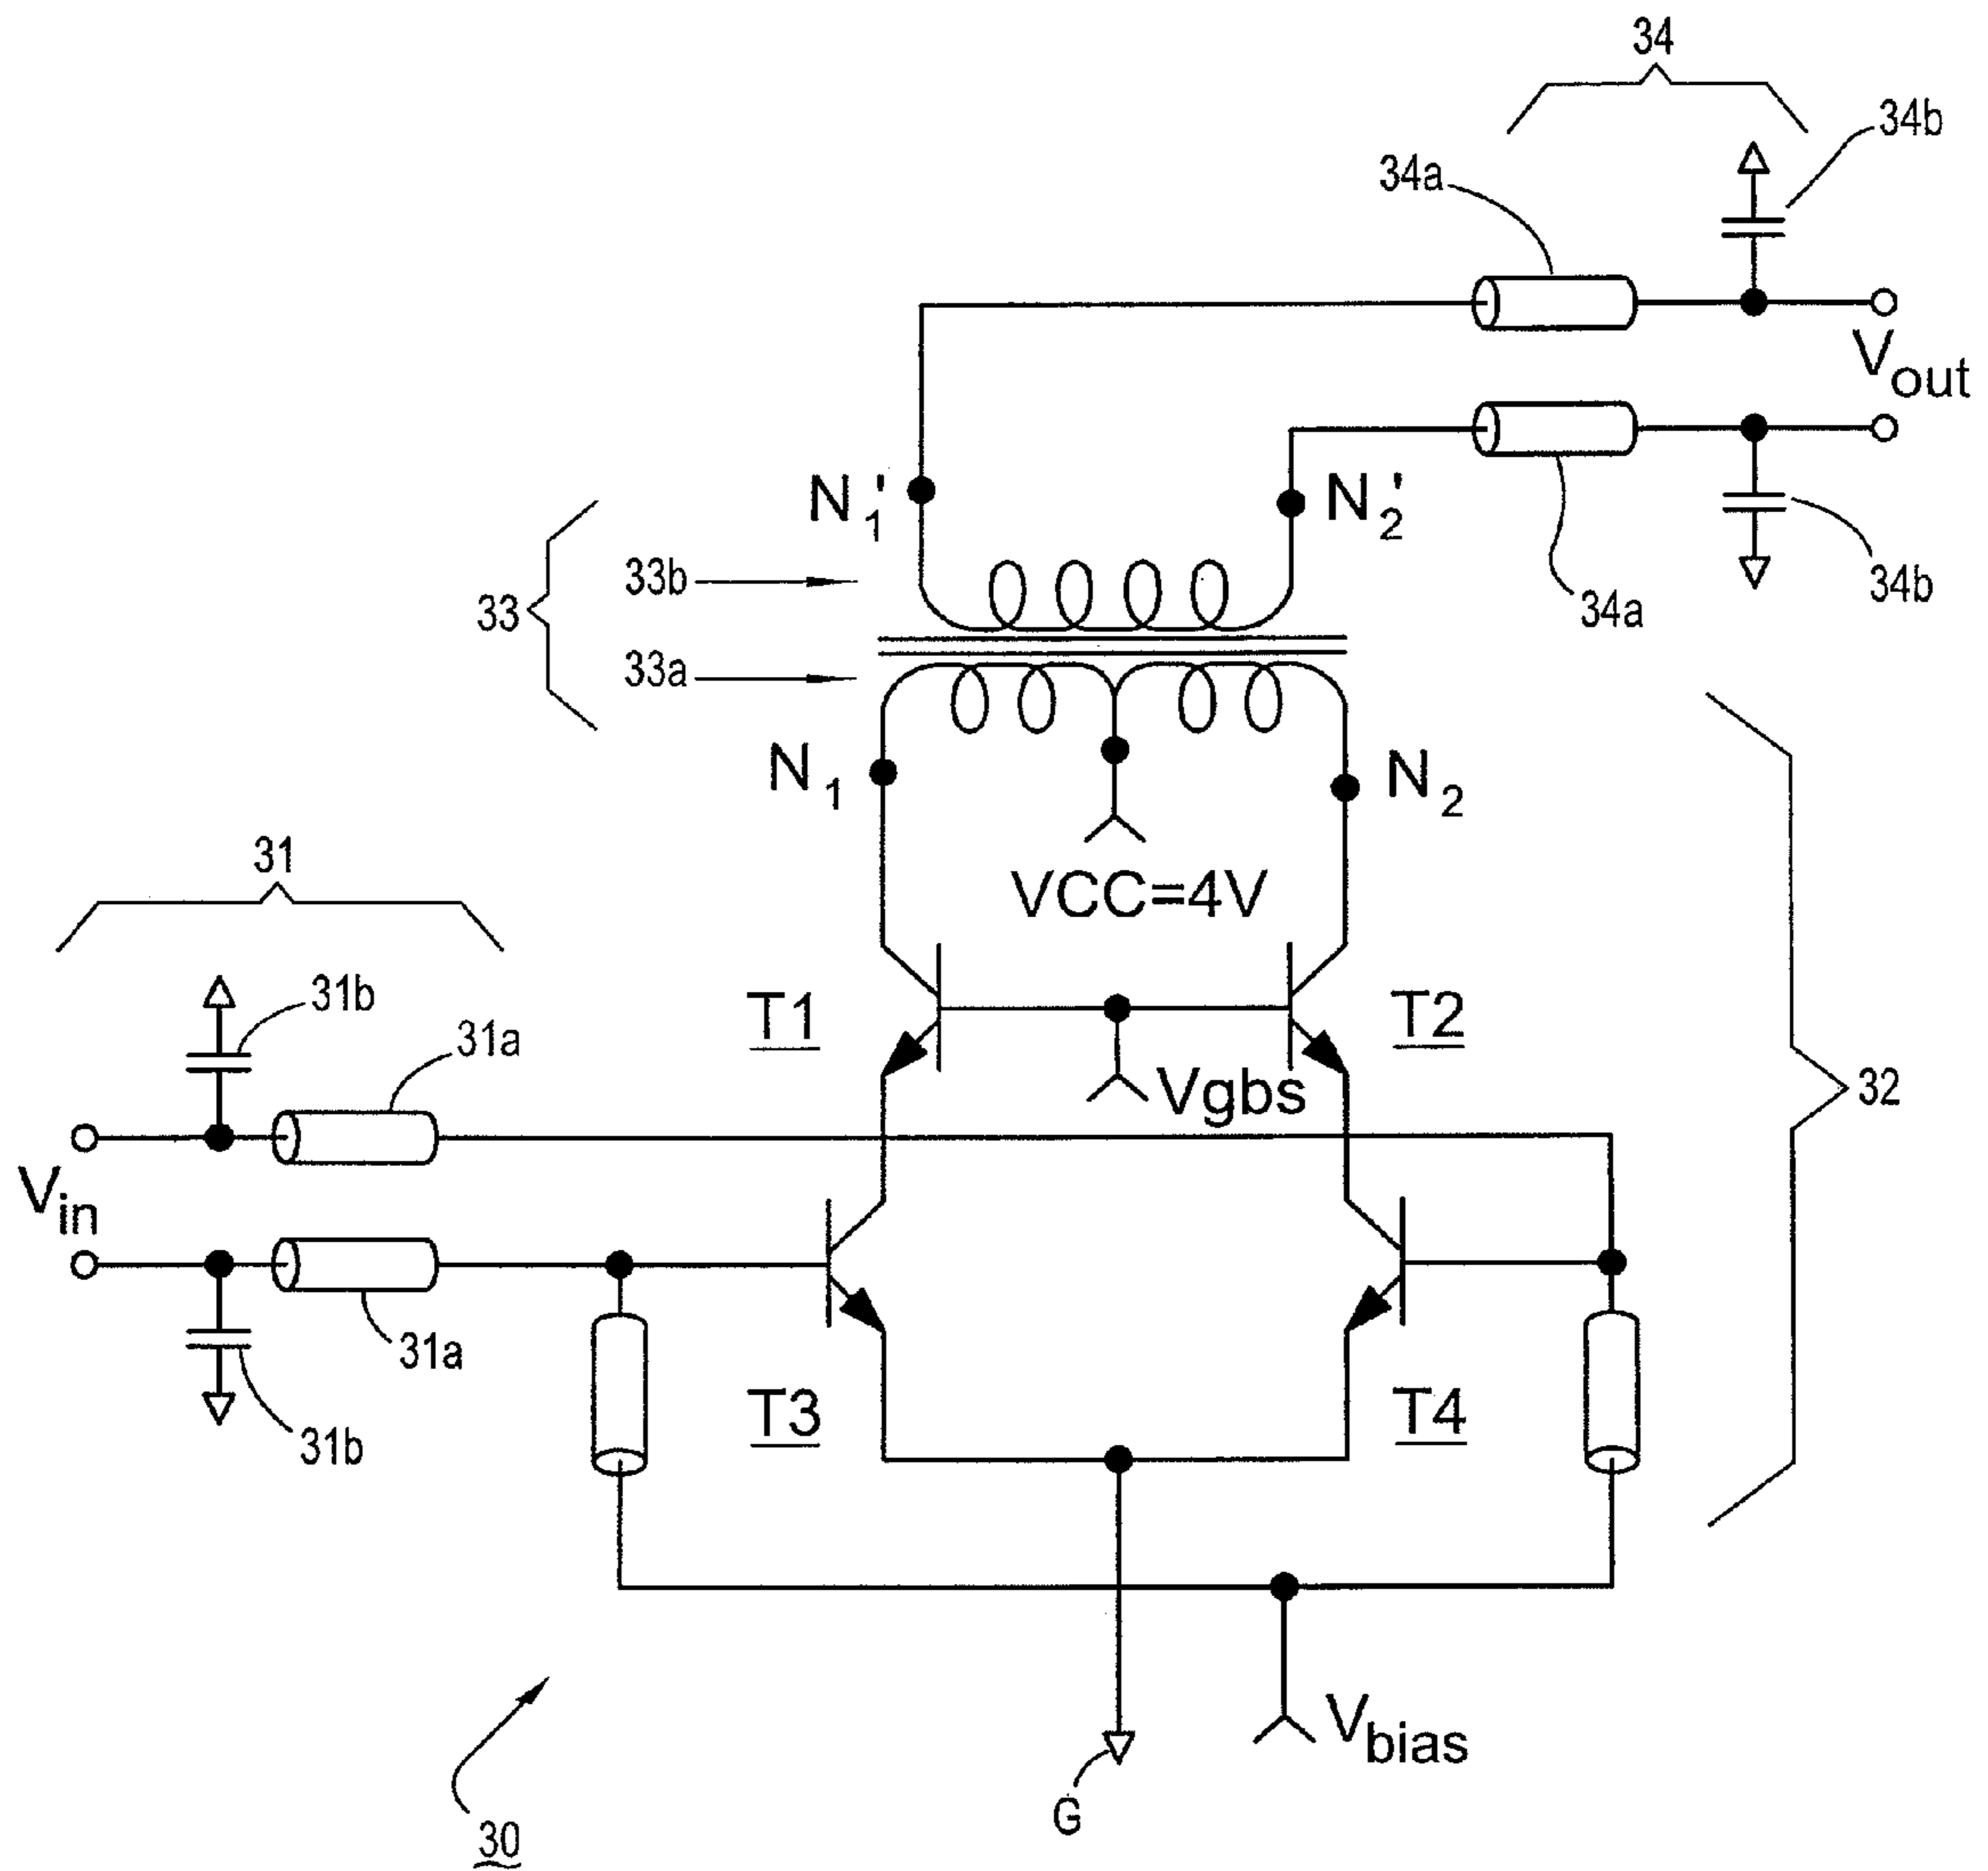 34
34b
34a
Vout
N1'
N2'
33b
33
34a
34b
33a
N1
N2
31
VCC=4V
31b
T1
T2
31a
Vgbs
32
Vin
31a
T3
T4
31b
Vbias
G
30